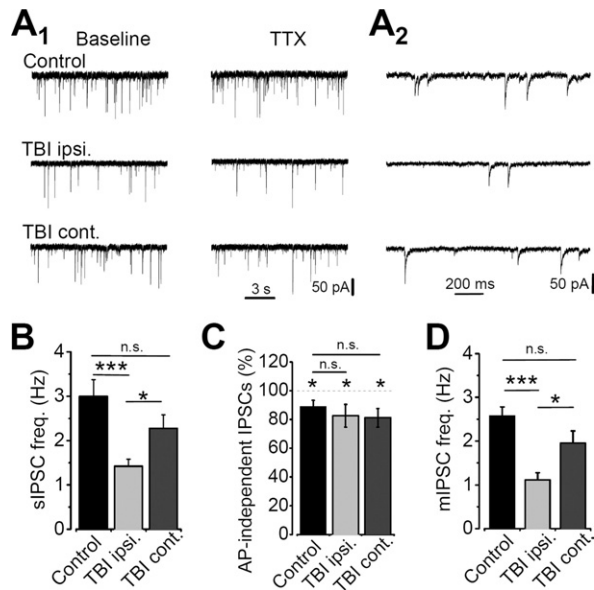 A1
A2
Baseline
TTX
Control
TBI ipsi.
TBI cont.
3 s
50 pA
200 ms
50 pA
B
sIPSC freq. (Hz)
4
3
2
1
0
n.s.
***
*
Control
TBI ipsi.
TBI cont.
C
AP-independent IPSCs (%)
120
100
80
60
40
20
0
n.s.
n.s.
* * *
Control
TBI ipsi.
TBI cont.
D
mIPSC freq. (Hz)
4
3
2
1
0
n.s.
***
*
Control
TBI ipsi.
TBI cont.